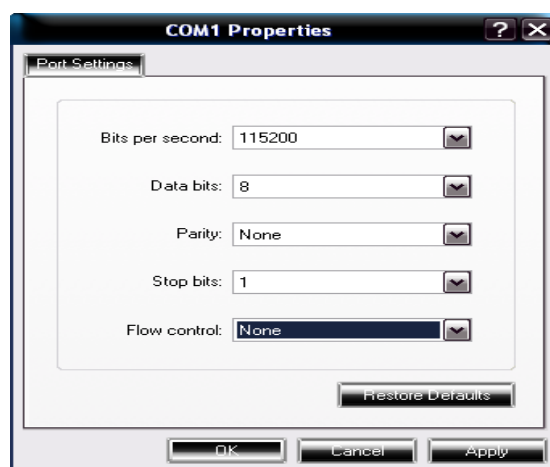 COM1 Properties
Port Settings
Bits per second: 115200
Data bits: 8
Parity: None
Stop bits: 1
Flow control: None
Restore Defaults
OK Cancel Apply